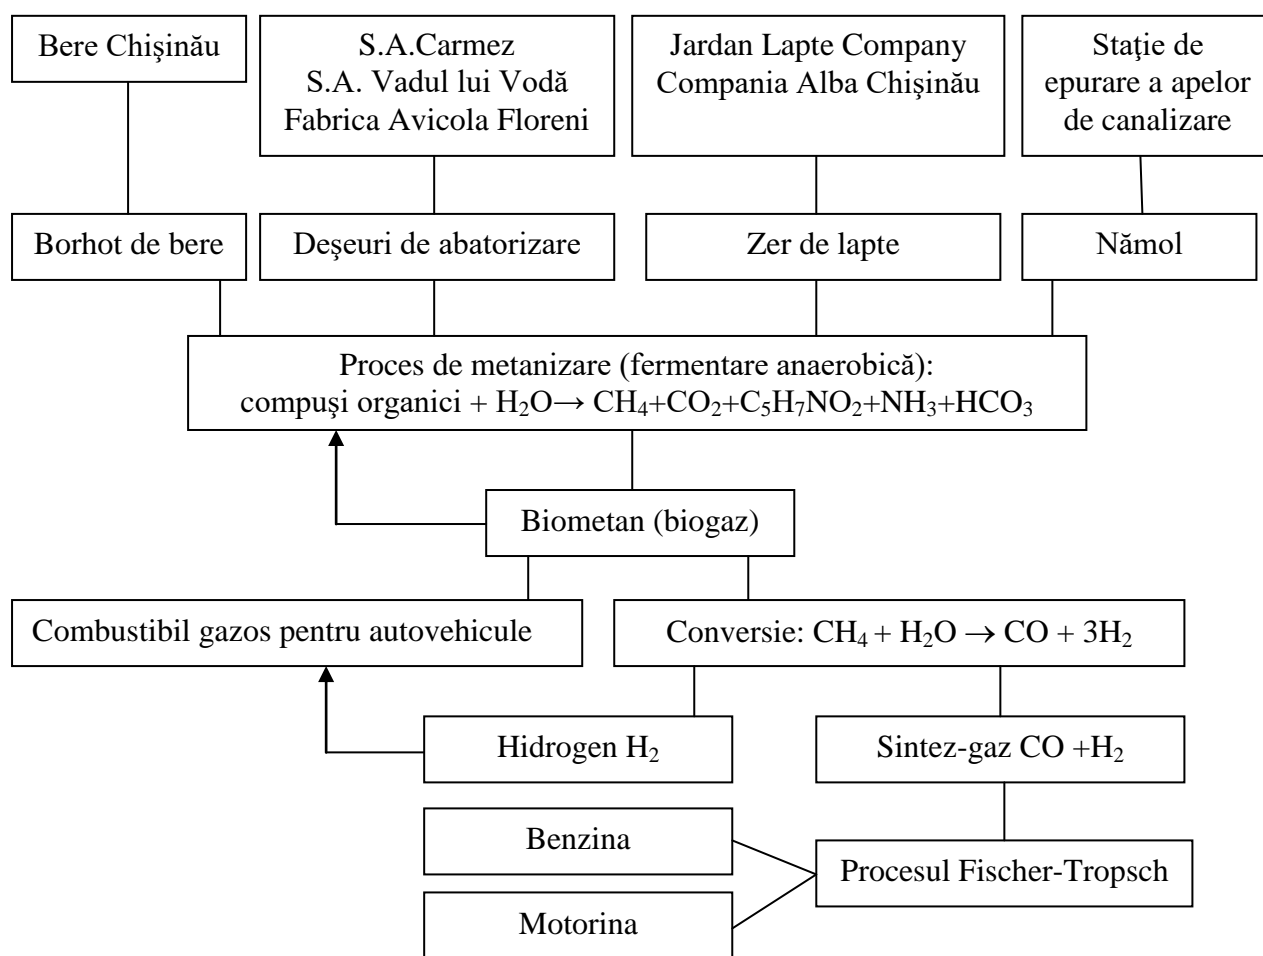 Bere Chişinău
S.A.Carmez
S.A. Vadul lui Vodă
Fabrica Avicola Floreni
Jardan Lapte Company
Compania Alba Chişinău
Staţie de
epurare a apelor
de canalizare
Borhot de bere
Deşeuri de abatorizare
Zer de lapte
Nămol
Proces de metanizare (fermentare anaerobică):
compuşi organici + H₂O→ CH₄+CO₂+C₅H₇NO₂+NH₃+HCO₃
Biometan (biogaz)
Combustibil gazos pentru autovehicule
Conversie: CH₄ + H₂O → CO + 3H₂
Hidrogen H₂
Sintez-gaz CO +H₂
Benzina
Procesul Fischer-Tropsch
Motorina